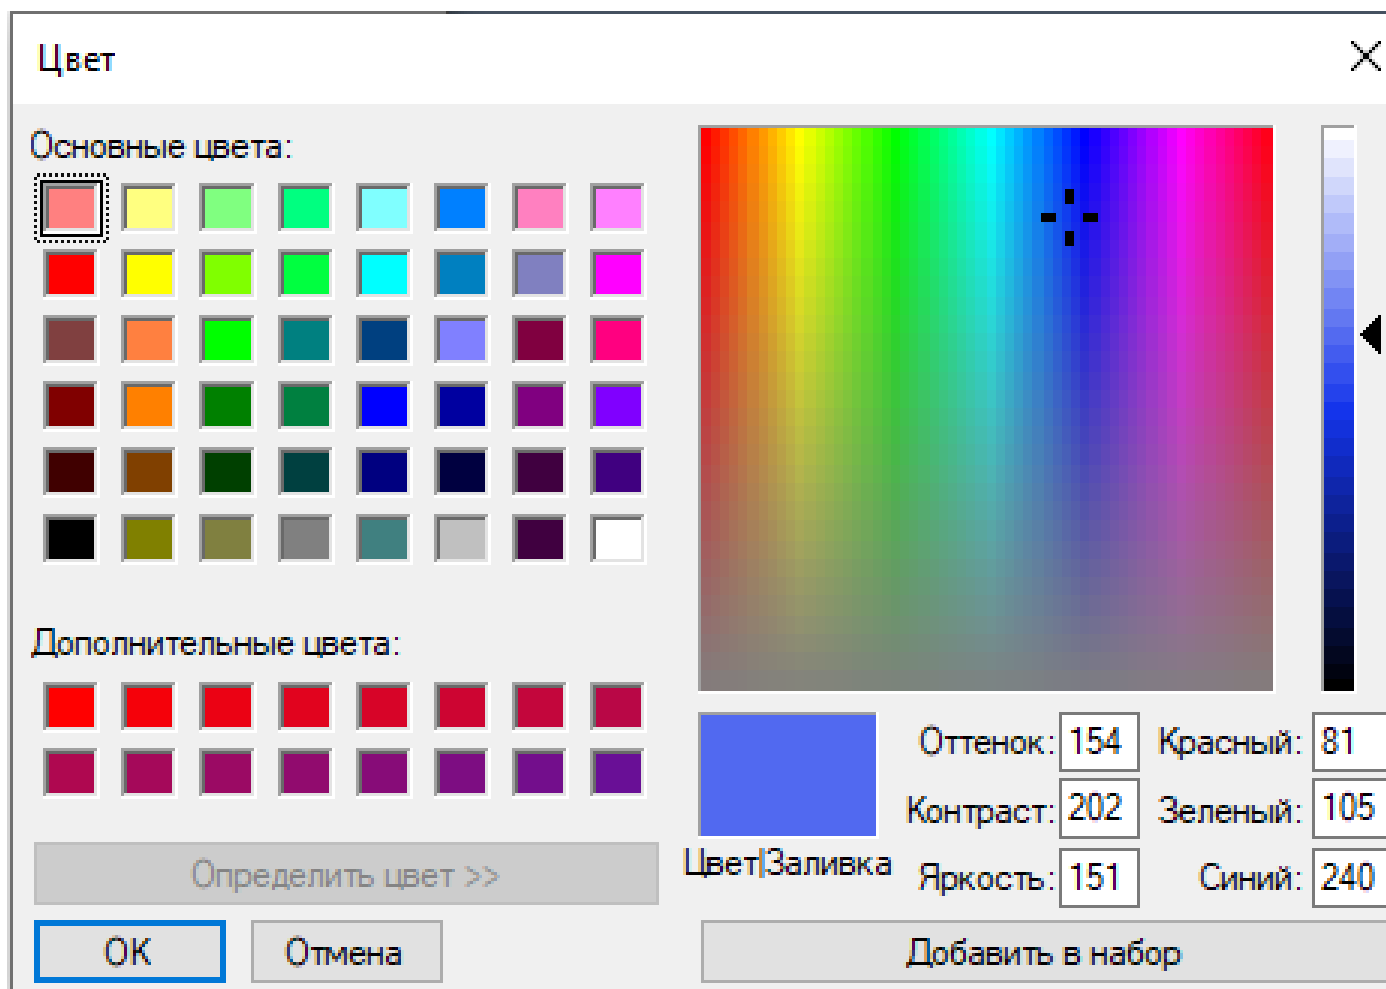 Цвет
Основные цвета:
Дополнительные цвета:
Определить цвет >>
OK
Отмена
Цвет|Заливка
Оттенок: 154
Контраст: 202
Яркость: 151
Красный: 81
Зеленый: 105
Синий: 240
Добавить в набор